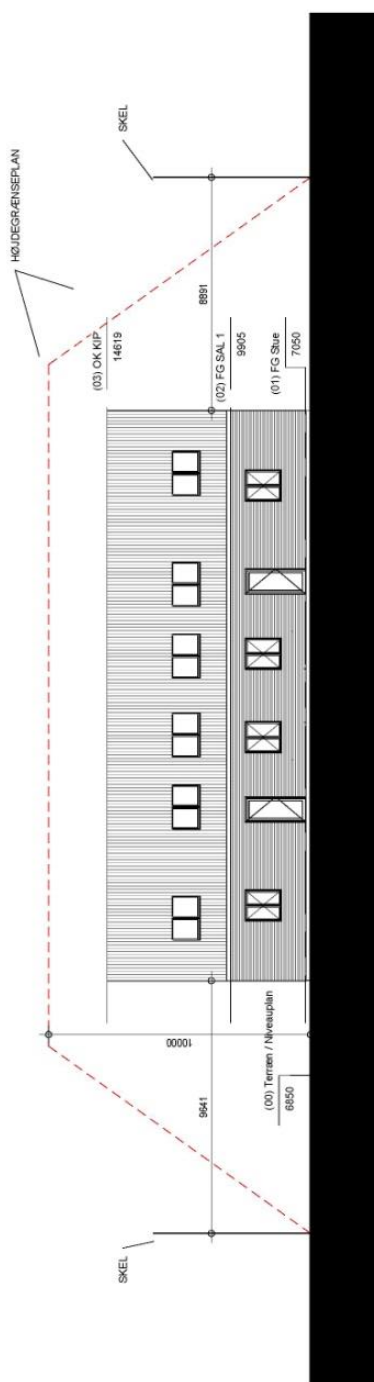 SKEL
HØJDEGRÆNSEPLAN
(03) OK KIP
14619
8891
(02) FG SAL 1
9905
(01) FG Stue
7050
10000
9641
(00) Terræn / Niveauplan
6850
SKEL